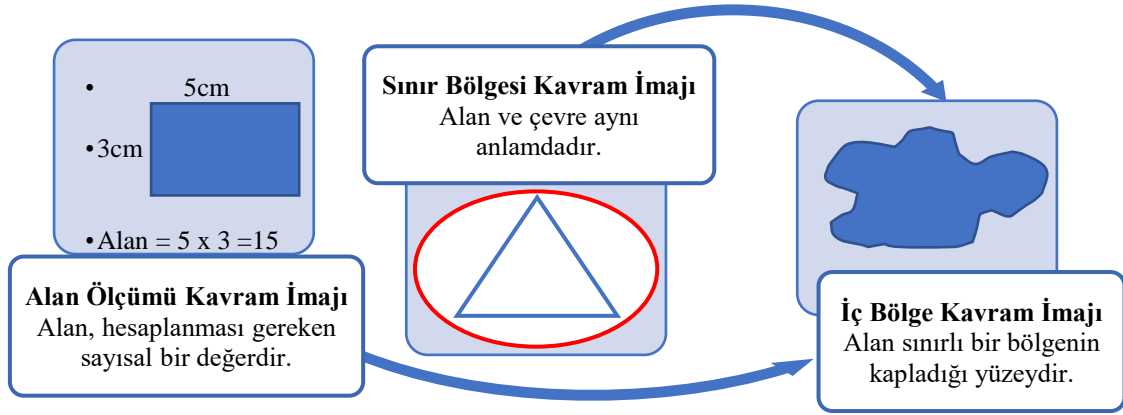 • 5cm
•3cm
•Alan = 5 x 3 =15
Alan Ölçümü Kavram İmajı
Alan, hesaplanması gereken
sayısal bir değerdir.
Sınır Bölgesi Kavram İmajı
Alan ve çevre aynı
anlamdadır.
İç Bölge Kavram İmajı
Alan sınırlı bir bölgenin
kapladığı yüzeydir.